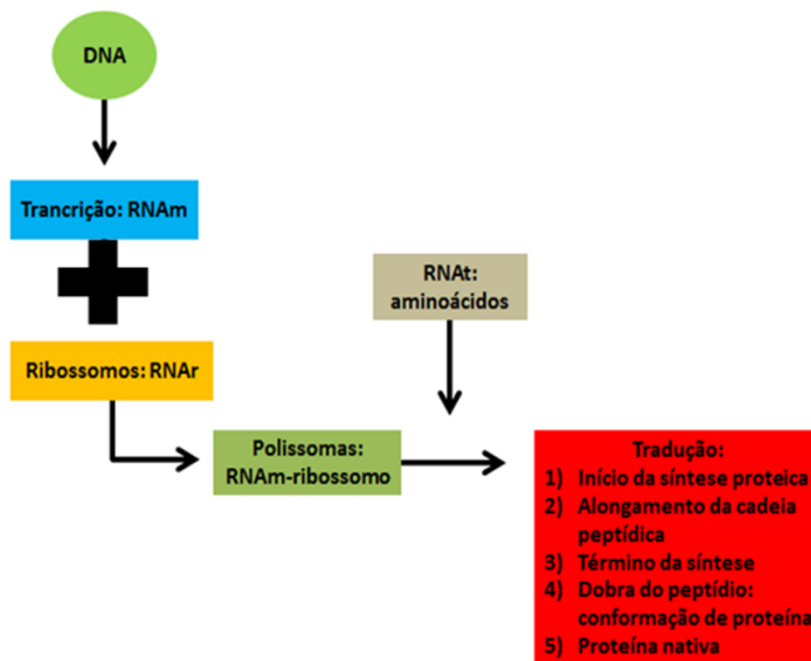 DNA
Trancrição: RNAm
RNAt:
aminoácidos
Ribossomos: RNAr
Polissomas:
RNAm-ribossomo
Tradução:
1) Início da síntese proteica
2) Alongamento da cadeia
peptídica
3) Término da síntese
4) Dobra do peptídio:
conformação de proteína
5) Proteína nativa